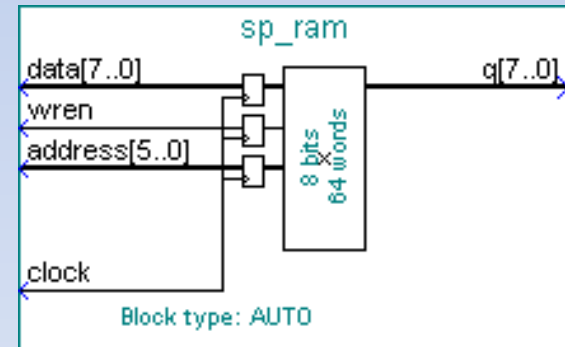 sp_ram
data[7..0]
q[7..0]
wren
address[5..0]
8 bits
64 words
clock
Block type: AUTO